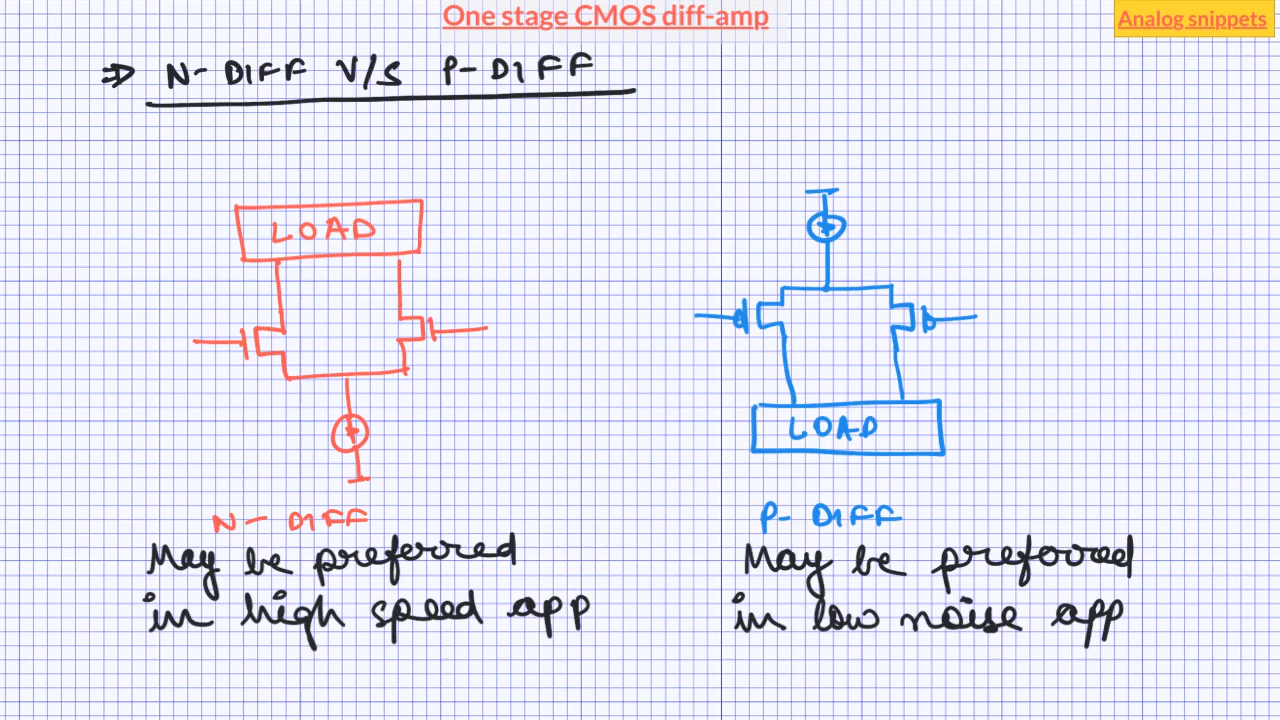 One stage CMOS diff-amp
Analog snippets
⇒ N-DIFF V/S P-DIFF
LOAD
LOAD
N-DIFF
May be preferred
in high speed app
P-DIFF
May be preforred
in low noise app